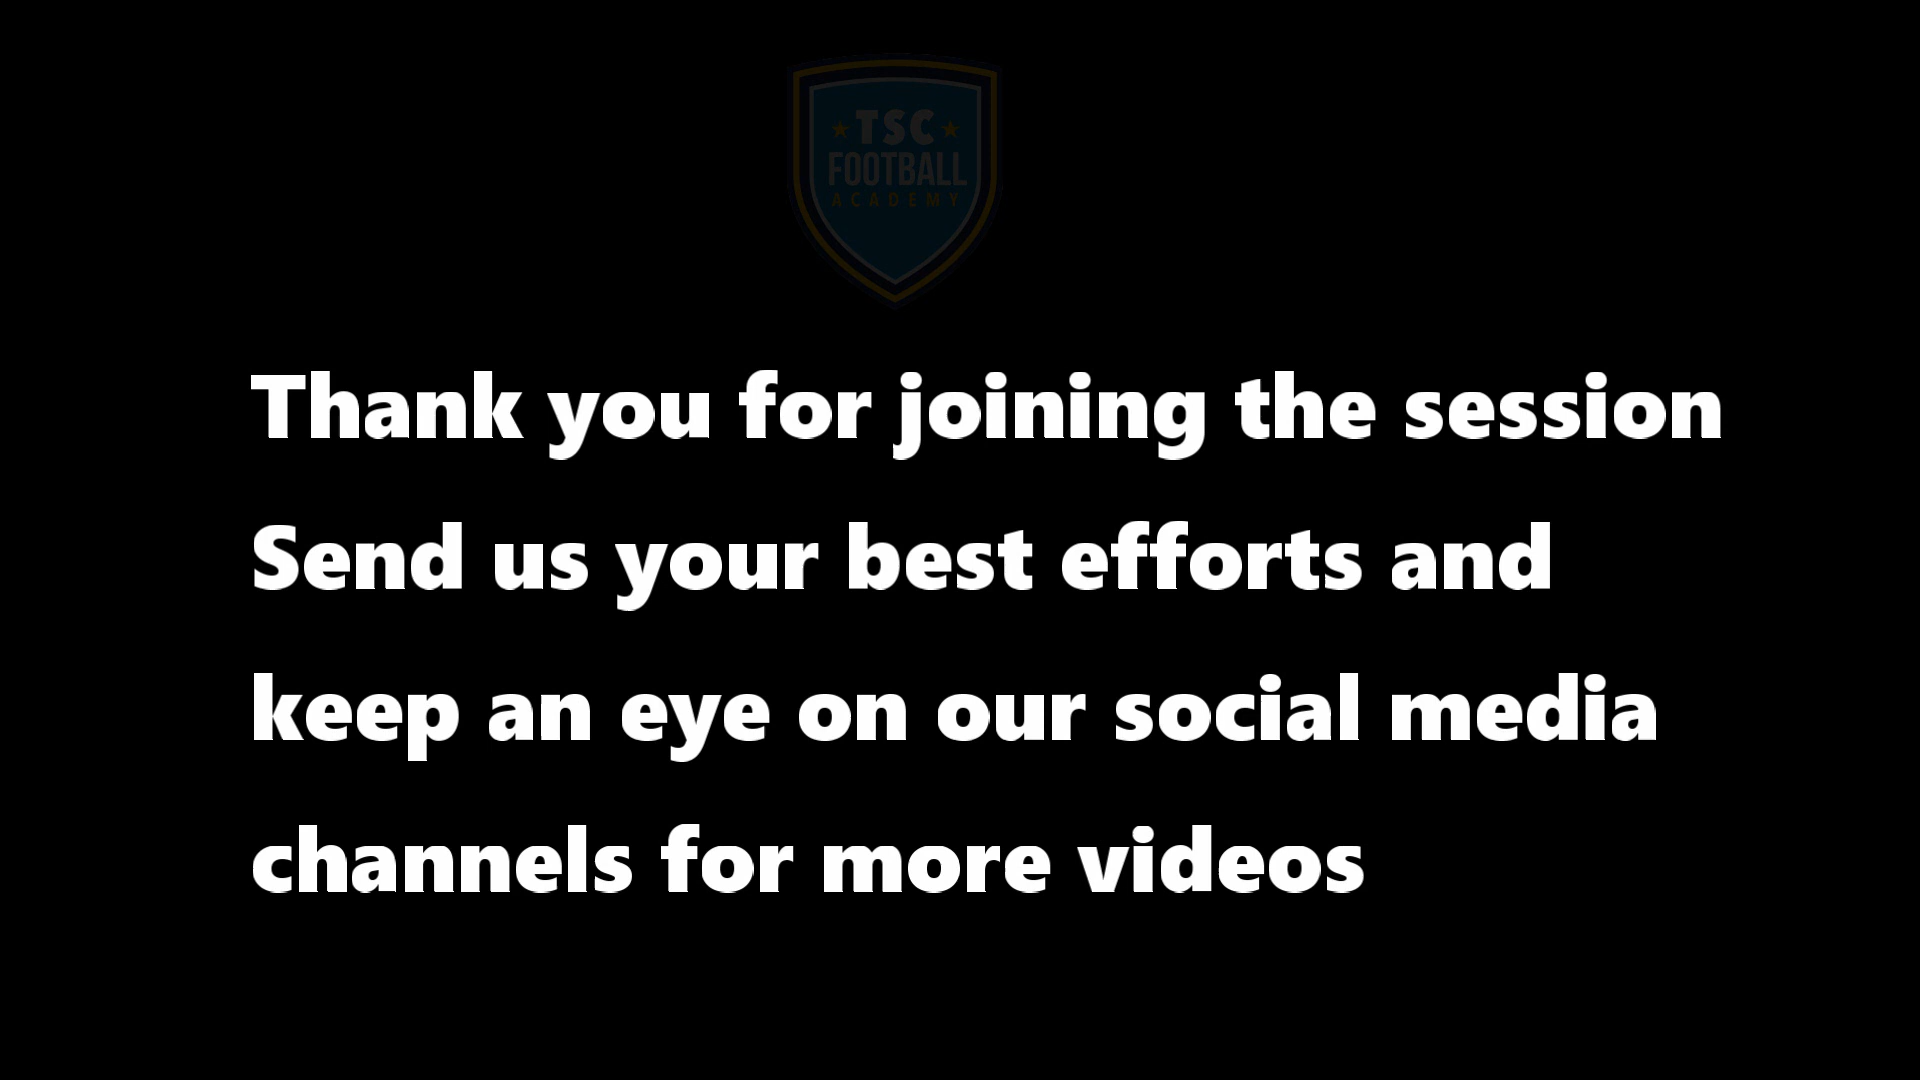 TSC
FOOTBALL
ACADEMY
Thank you for joining the session
Send us your best efforts and
keep an eye on our social media
channels for more videos